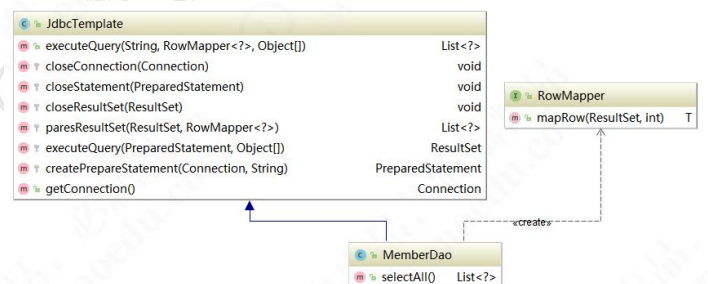 JdbcTemplate
executeQuery(String, RowMapper<?>, Object[]) List<?>
closeConnection(Connection) void
closeStatement(PreparedStatement) void
closeResultSet(ResultSet) void
paresResultSet(ResultSet, RowMapper<?>) List<?>
executeQuery(PreparedStatement, Object[]) ResultSet
createPrepareStatement(Connection, String) PreparedStatement
getConnection() Connection
RowMapper
mapRow(ResultSet, int) T
«create»
MemberDao
selectAll() List<?>